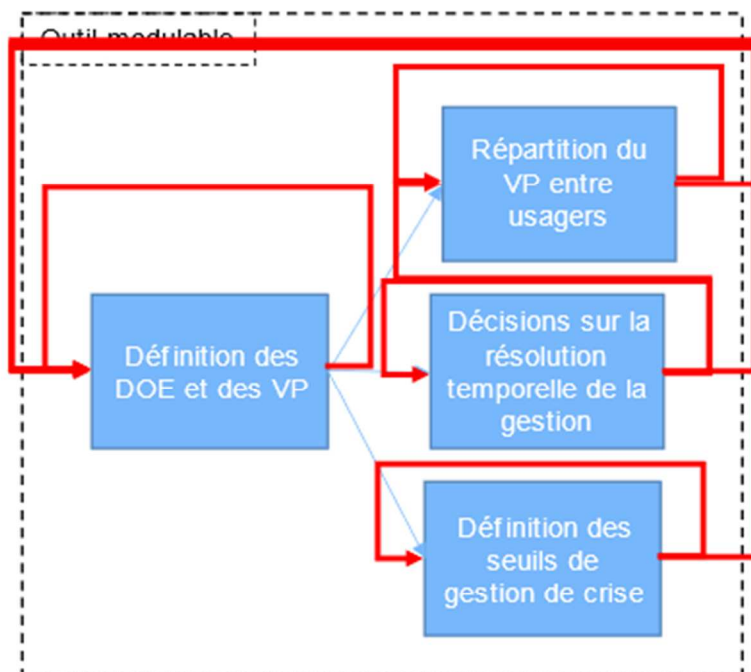 Outil modulable
Répartition du
VP entre
usagers
Définition des
DOE et des VP
Décisions sur la
résolution
temporelle de la
gestion
Définition des
seuils de
gestion de crise